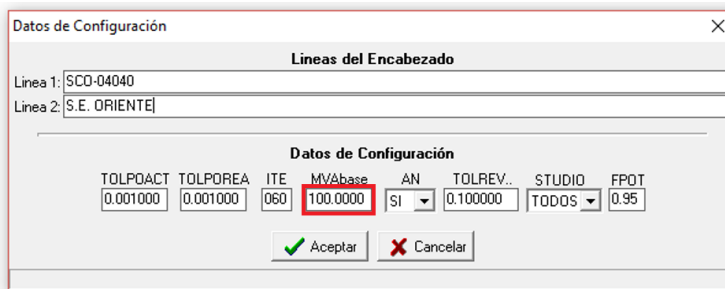 Datos de Configuración
Lineas del Encabezado
Linea 1: SCO-04040
Linea 2: S.E. ORIENTE
Datos de Configuración
TOLPOACT TOLPOREA ITE MVAbase AN TOLREV.. STUDIO FPOT
0.001000 0.001000 060 100.0000 SI 0.100000 TODOS 0.95
Aceptar Cancelar